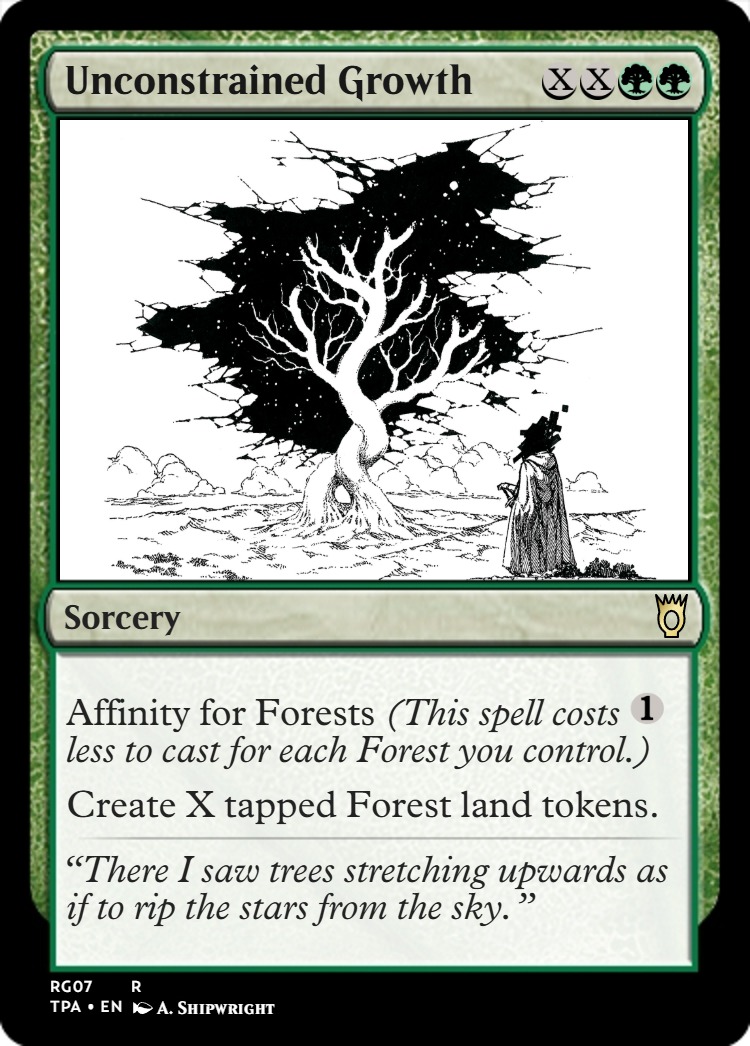 Unconstrained Growth XX
Sorcery
Affinity for Forests (This spell costs 1
less to cast for each Forest you control.)
Create X tapped Forest land tokens.
“There I saw trees stretching upwards as
if to rip the stars from the sky.”
RG07 R
TPA • EN A. Shipwright